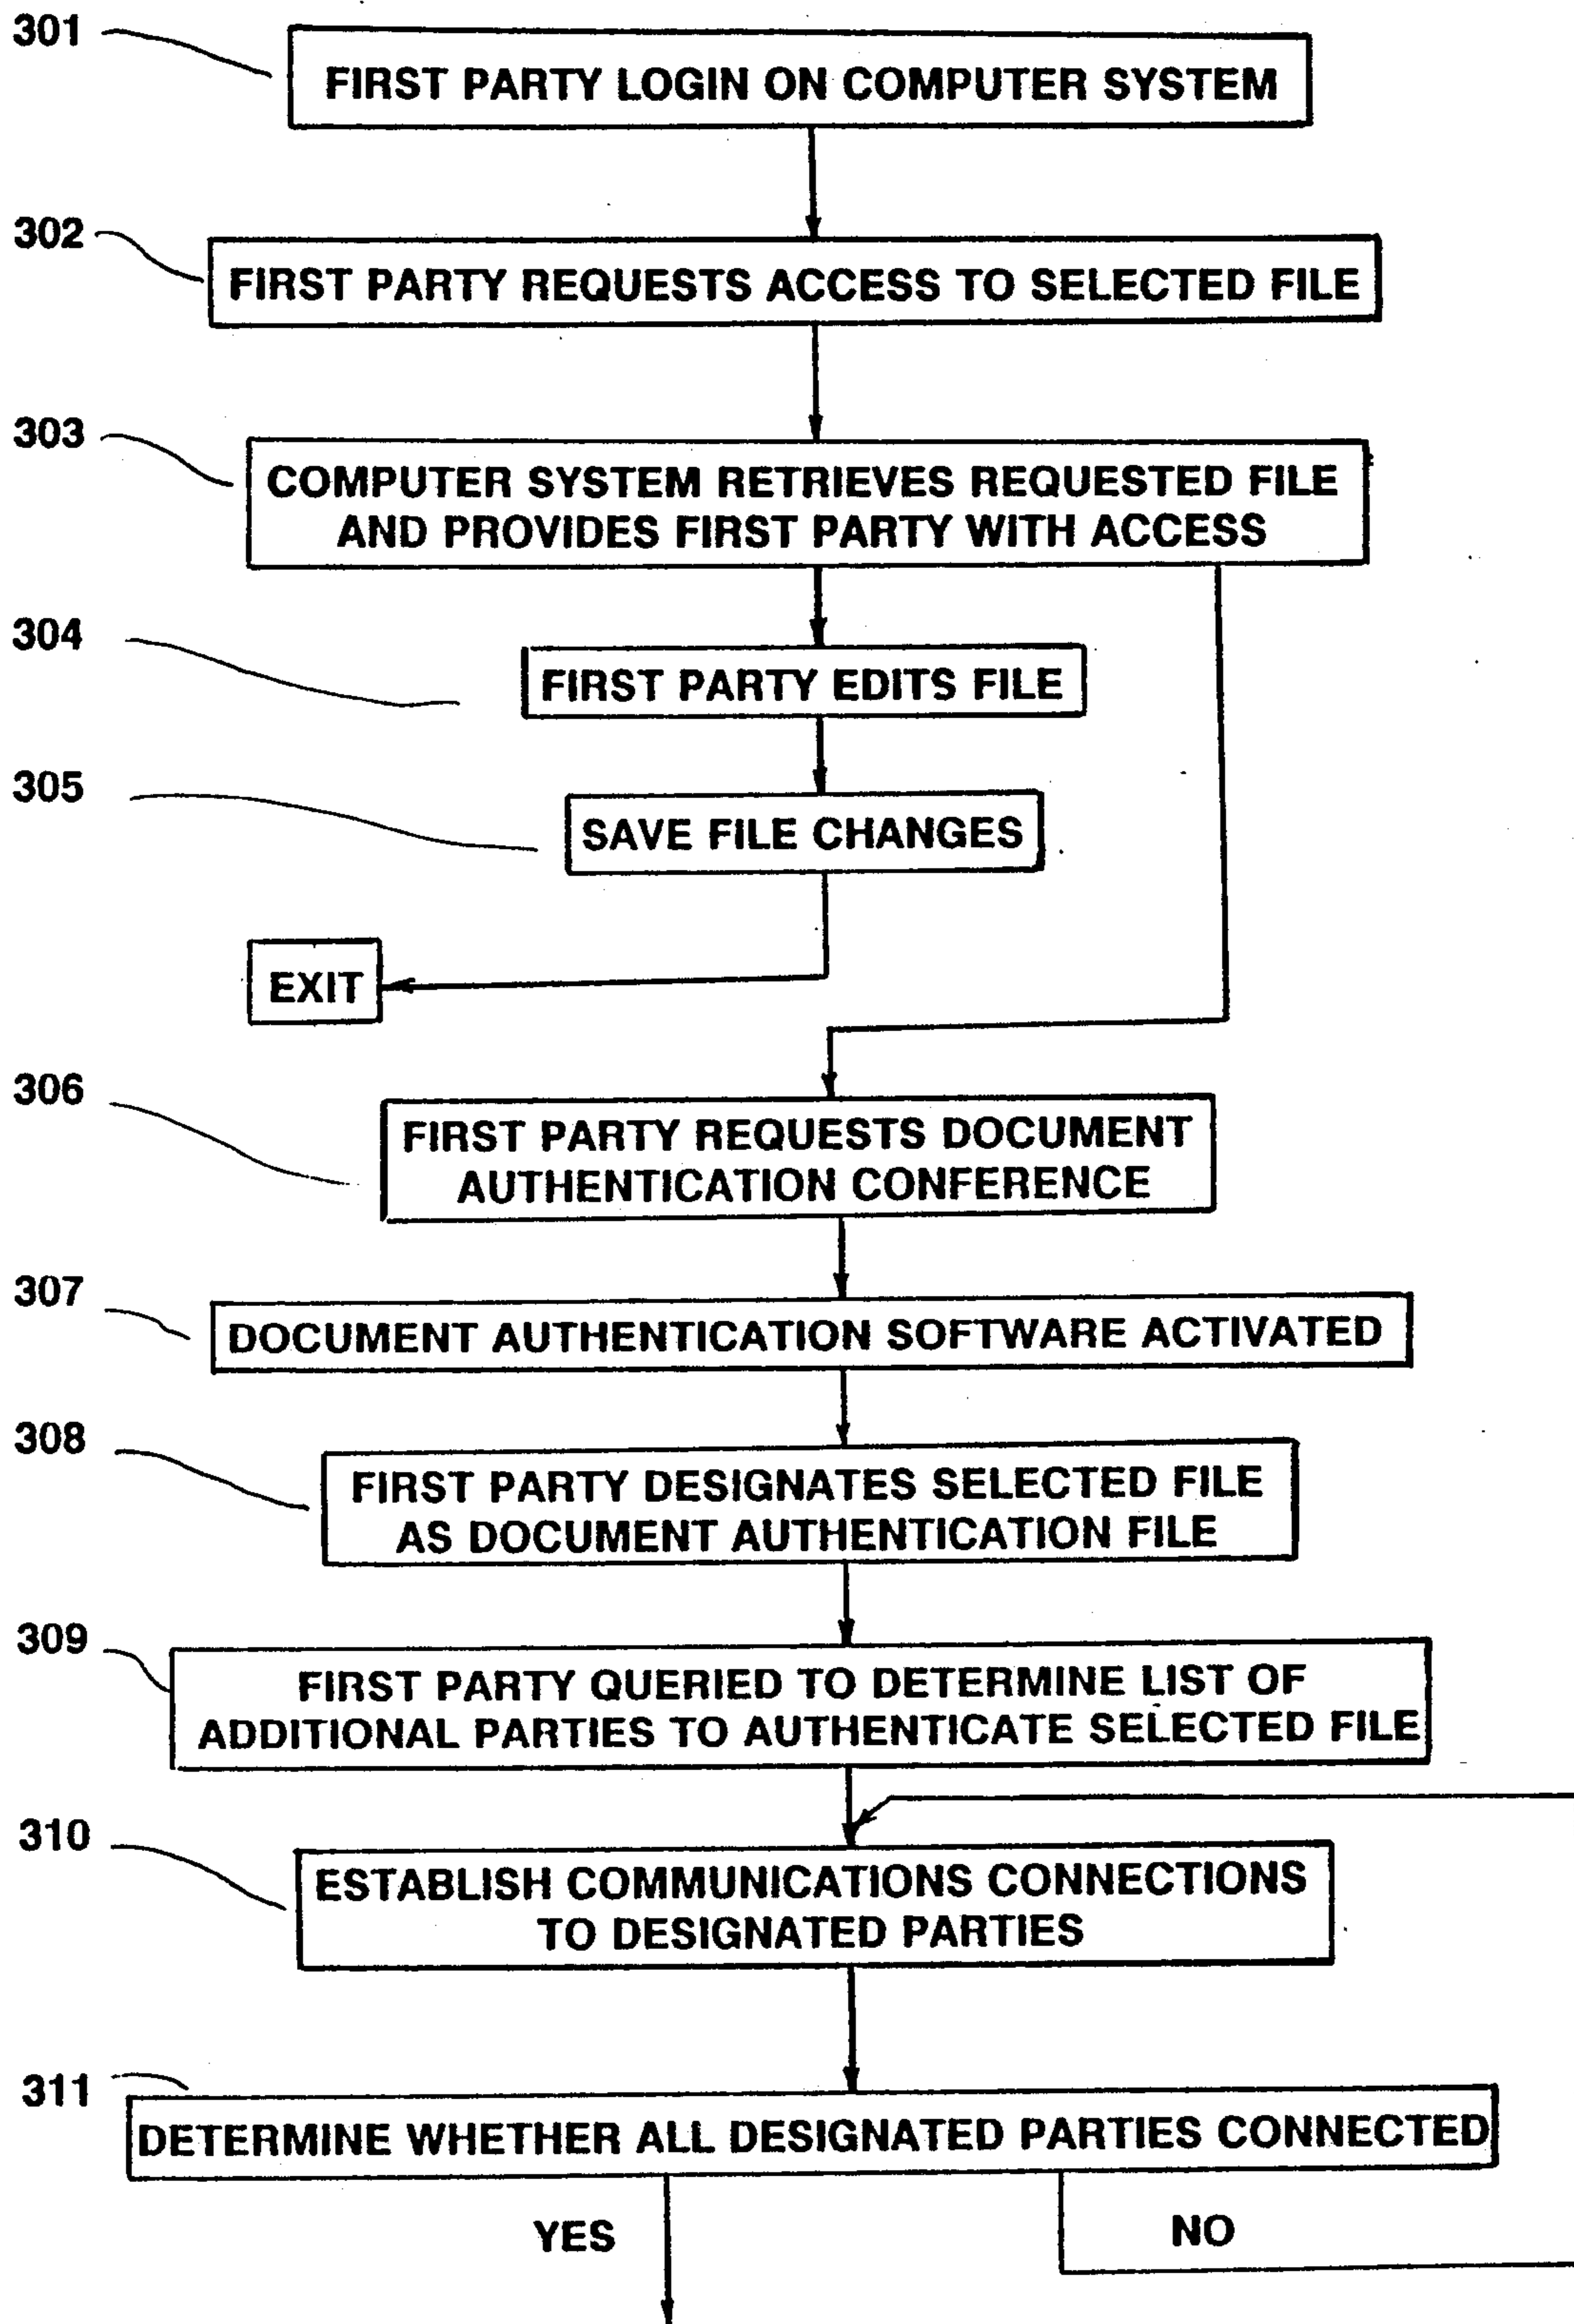 301
FIRST PARTY LOGIN ON COMPUTER SYSTEM
302
FIRST PARTY REQUESTS ACCESS TO SELECTED FILE
303
COMPUTER SYSTEM RETRIEVES REQUESTED FILE
AND PROVIDES FIRST PARTY WITH ACCESS
304
FIRST PARTY EDITS FILE
305
SAVE FILE CHANGES
EXIT
306
FIRST PARTY REQUESTS DOCUMENT
AUTHENTICATION CONFERENCE
307
DOCUMENT AUTHENTICATION SOFTWARE ACTIVATED
308
FIRST PARTY DESIGNATES SELECTED FILE
AS DOCUMENT AUTHENTICATION FILE
309
FIRST PARTY QUERIED TO DETERMINE LIST OF
ADDITIONAL PARTIES TO AUTHENTICATE SELECTED FILE
310
ESTABLISH COMMUNICATIONS CONNECTIONS
TO DESIGNATED PARTIES
311
DETERMINE WHETHER ALL DESIGNATED PARTIES CONNECTED
YES
NO